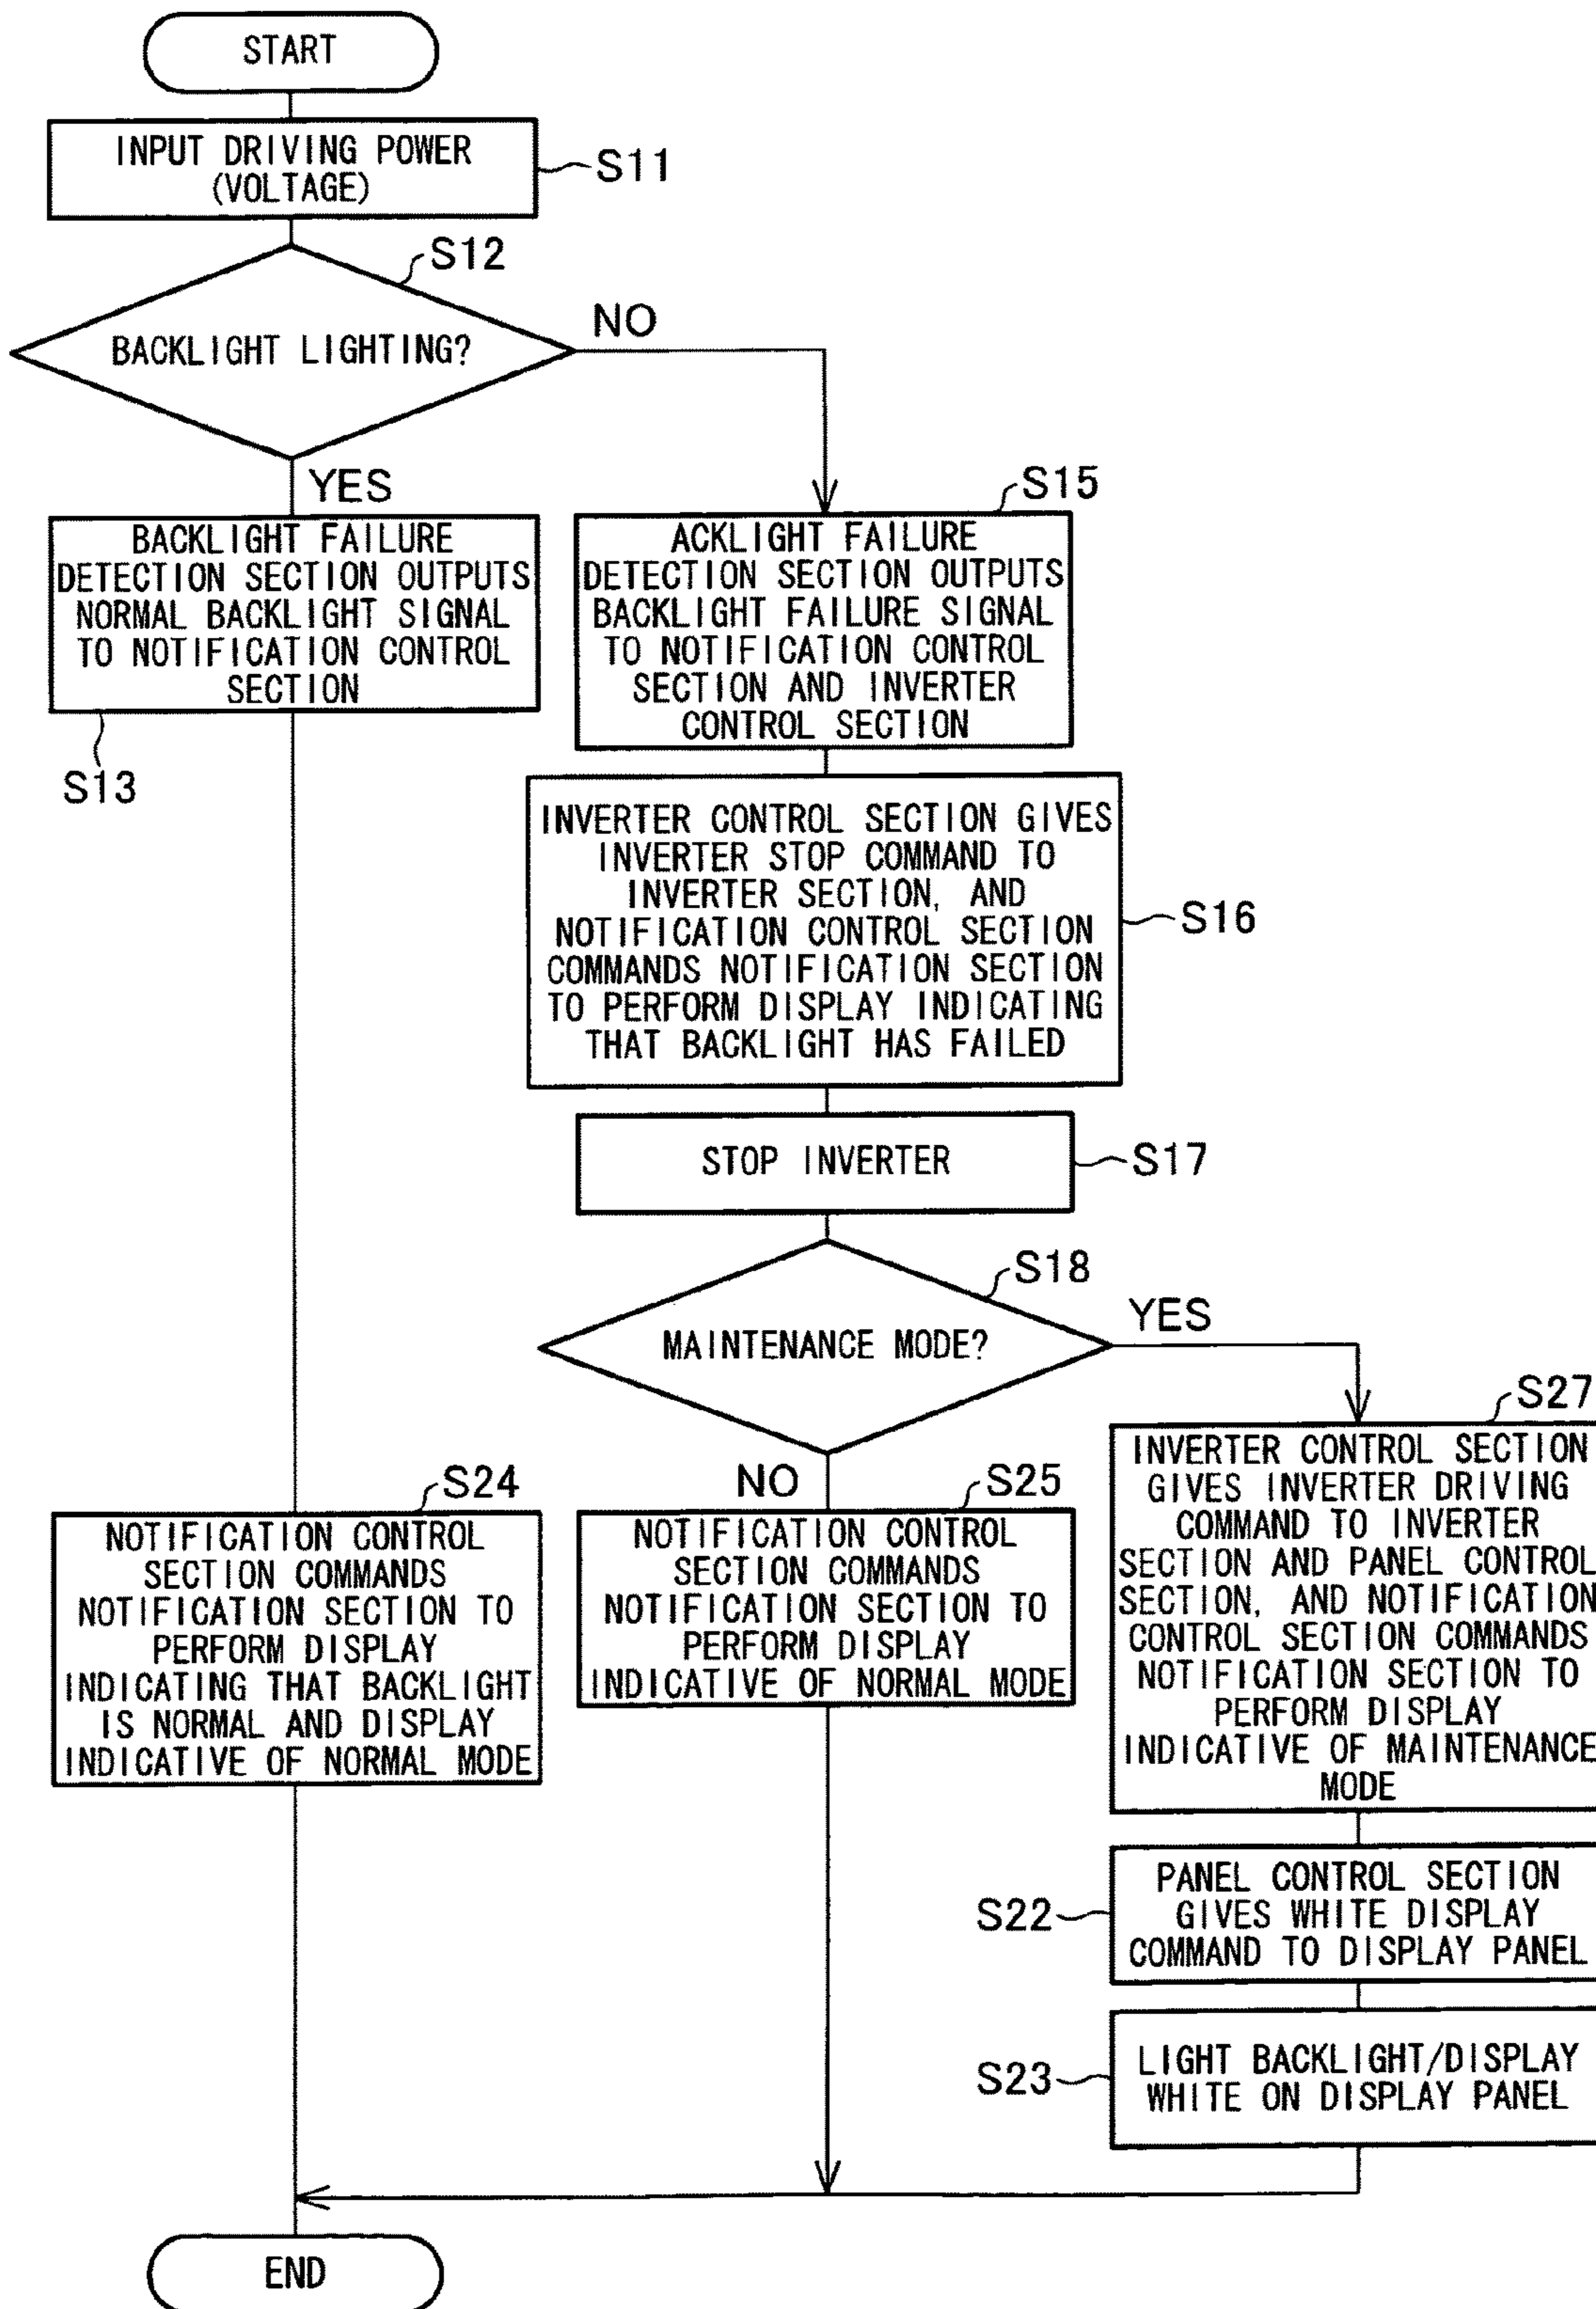 START
INPUT DRIVING POWER
(VOLTAGE)
S11
S12
BACKLIGHT LIGHTING?
NO
YES
BACKLIGHT FAILURE
DETECTION SECTION OUTPUTS
NORMAL BACKLIGHT SIGNAL
TO NOTIFICATION CONTROL
SECTION
S13
S15
ACKLIGHT FAILURE
DETECTION SECTION OUTPUTS
BACKLIGHT FAILURE SIGNAL
TO NOTIFICATION CONTROL
SECTION AND INVERTER
CONTROL SECTION
INVERTER CONTROL SECTION GIVES
INVERTER STOP COMMAND TO
INVERTER SECTION, AND
NOTIFICATION CONTROL SECTION
COMMANDS NOTIFICATION SECTION
TO PERFORM DISPLAY INDICATING
THAT BACKLIGHT HAS FAILED
S16
STOP INVERTER
S17
S18
MAINTENANCE MODE?
YES
NO
S24
NOTIFICATION CONTROL
SECTION COMMANDS
NOTIFICATION SECTION TO
PERFORM DISPLAY
INDICATING THAT BACKLIGHT
IS NORMAL AND DISPLAY
INDICATIVE OF NORMAL MODE
S25
NOTIFICATION CONTROL
SECTION COMMANDS
NOTIFICATION SECTION TO
PERFORM DISPLAY
INDICATIVE OF NORMAL MODE
S27
INVERTER CONTROL SECTION
GIVES INVERTER DRIVING
COMMAND TO INVERTER
SECTION AND PANEL CONTROL
SECTION, AND NOTIFICATION
CONTROL SECTION COMMANDS
NOTIFICATION SECTION TO
PERFORM DISPLAY
INDICATIVE OF MAINTENANCE
MODE
S22
PANEL CONTROL SECTION
GIVES WHITE DISPLAY
COMMAND TO DISPLAY PANEL
S23
LIGHT BACKLIGHT/DISPLAY
WHITE ON DISPLAY PANEL
END